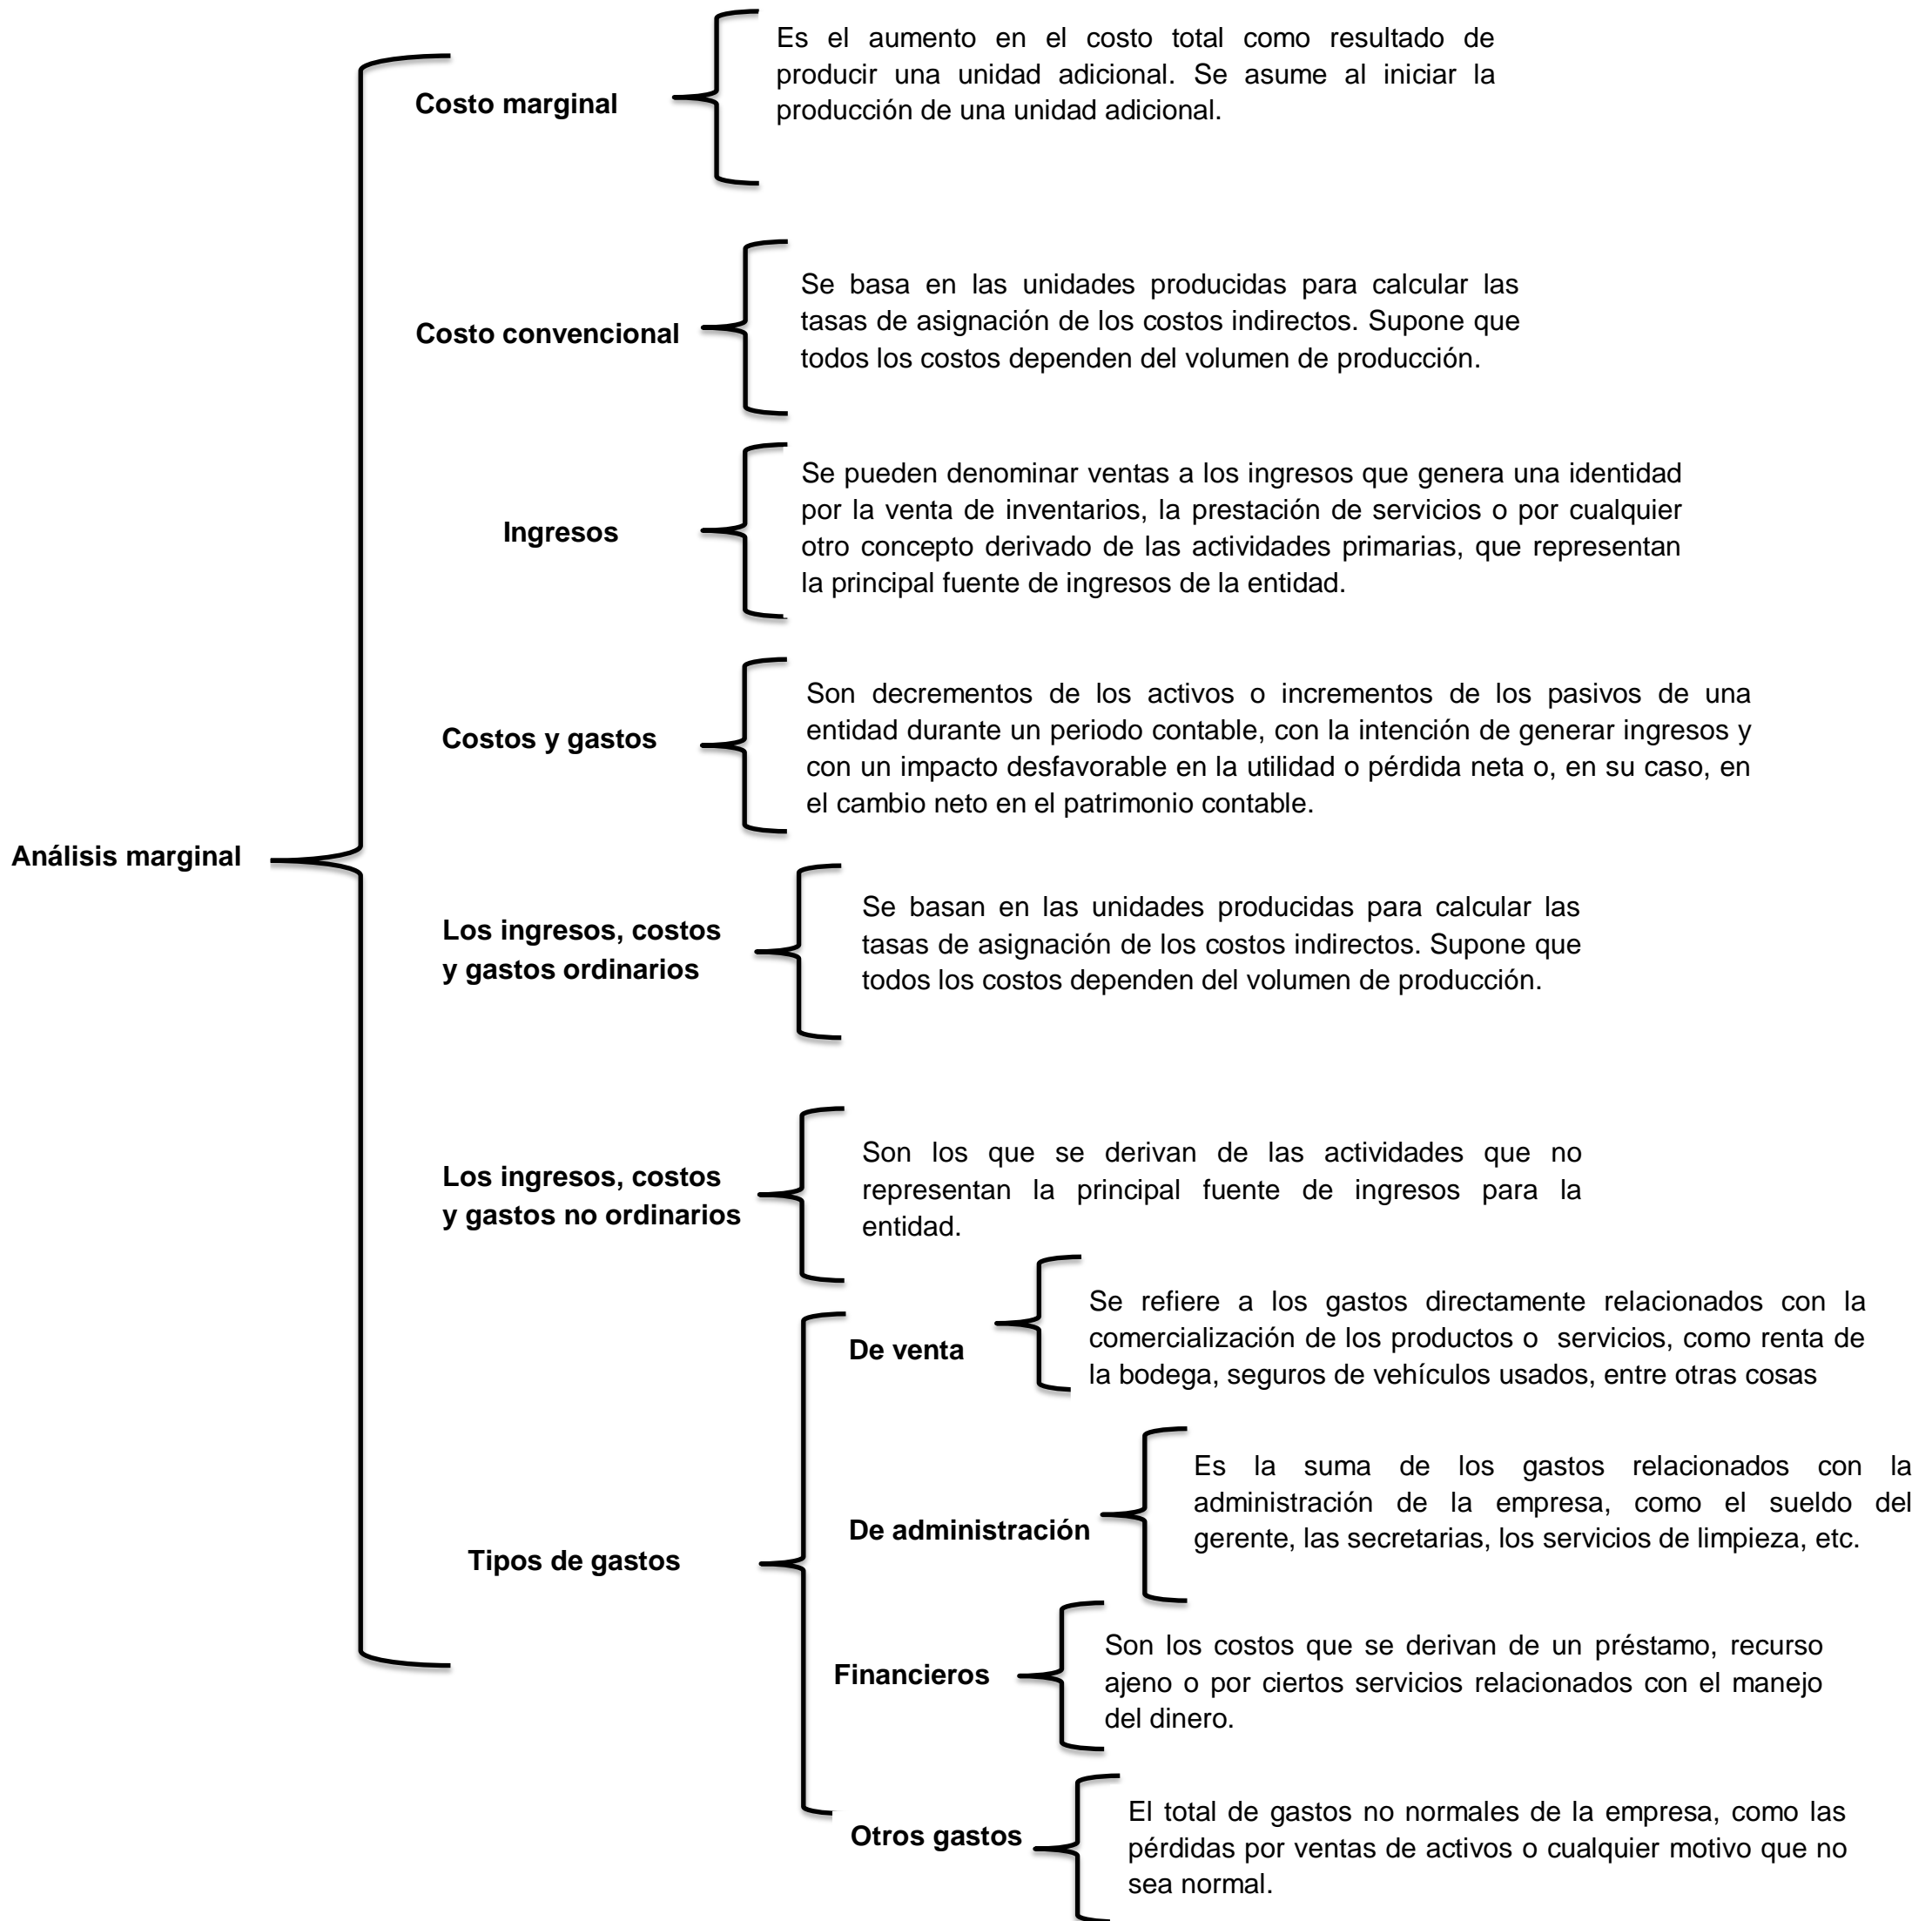 Análisis marginal
Costo marginal
Es el aumento en el costo total como resultado de
producir una unidad adicional. Se asume al iniciar la
producción de una unidad adicional.
Costo convencional
Se basa en las unidades producidas para calcular las
tasas de asignación de los costos indirectos. Supone que
todos los costos dependen del volumen de producción.
Ingresos
Se pueden denominar ventas a los ingresos que genera una identidad
por la venta de inventarios, la prestación de servicios o por cualquier
otro concepto derivado de las actividades primarias, que representan
la principal fuente de ingresos de la entidad.
Costos y gastos
Son decrementos de los activos o incrementos de los pasivos de una
entidad durante un periodo contable, con la intención de generar ingresos y
con un impacto desfavorable en la utilidad o pérdida neta o, en su caso, en
el cambio neto en el patrimonio contable.
Los ingresos, costos
y gastos ordinarios
Se basan en las unidades producidas para calcular las
tasas de asignación de los costos indirectos. Supone que
todos los costos dependen del volumen de producción.
Los ingresos, costos
y gastos no ordinarios
Son los que se derivan de las actividades que no
representan la principal fuente de ingresos para la
entidad.
Tipos de gastos
De venta
Se refiere a los gastos directamente relacionados con la
comercialización de los productos o servicios, como renta de
la bodega, seguros de vehículos usados, entre otras cosas
De administración
Es la suma de los gastos relacionados con la
administración de la empresa, como el sueldo del
gerente, las secretarias, los servicios de limpieza, etc.
Financieros
Son los costos que se derivan de un préstamo, recurso
ajeno o por ciertos servicios relacionados con el manejo
del dinero.
Otros gastos
El total de gastos no normales de la empresa, como las
pérdidas por ventas de activos o cualquier motivo que no
sea normal.